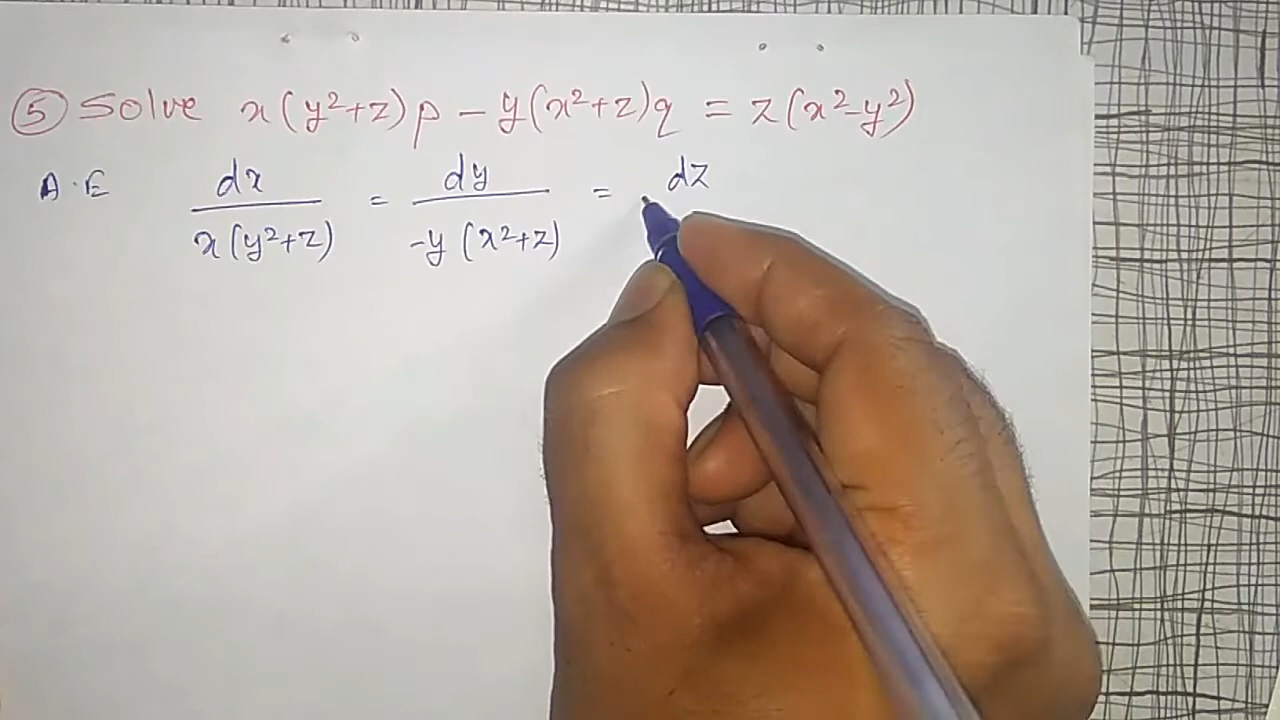 ⑤ Solve x(y²+z)p − y(x²+z)q = z(x²-y²)
A.E dx/x(y²+z) = dy/-y(x²+z) = dz